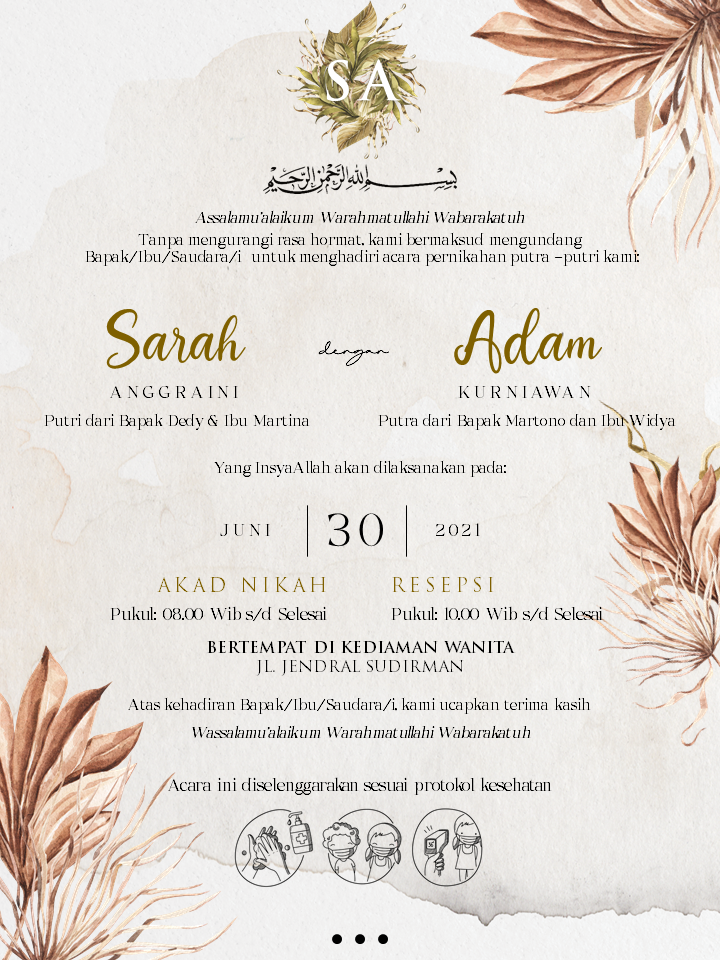 SA
بسم الله الرحمن الرحيم
Assalamu'alaikum Warahmatullahi Wabarakatuh
Tanpa mengurangi rasa hormat, kami bermaksud mengundang
Bapak/Ibu/Saudara/i untuk menghadiri acara pernikahan putra -putri kami:
Sarah dengan Adam
ANGGRAINI KURNIAWAN
Putri dari Bapak Dedy & Ibu Martina Putra dari Bapak Martono dan Ibu Widya
Yang InsyaAllah akan dilaksanakan pada:
JUNI 30 2021
AKAD NIKAH RESEPSI
Pukul: 08.00 Wib s/d Selesai Pukul: 10.00 Wib s/d Selesai
BERTEMPAT DI KEDIAMAN WANITA
JL. JENDRAL SUDIRMAN
Atas kehadiran Bapak/Ibu/Saudara/i, kami ucapkan terima kasih
Wassalamu'alaikum Warahmatullahi Wabarakatuh
Acara ini diselenggarakan sesuai protokol kesehatan